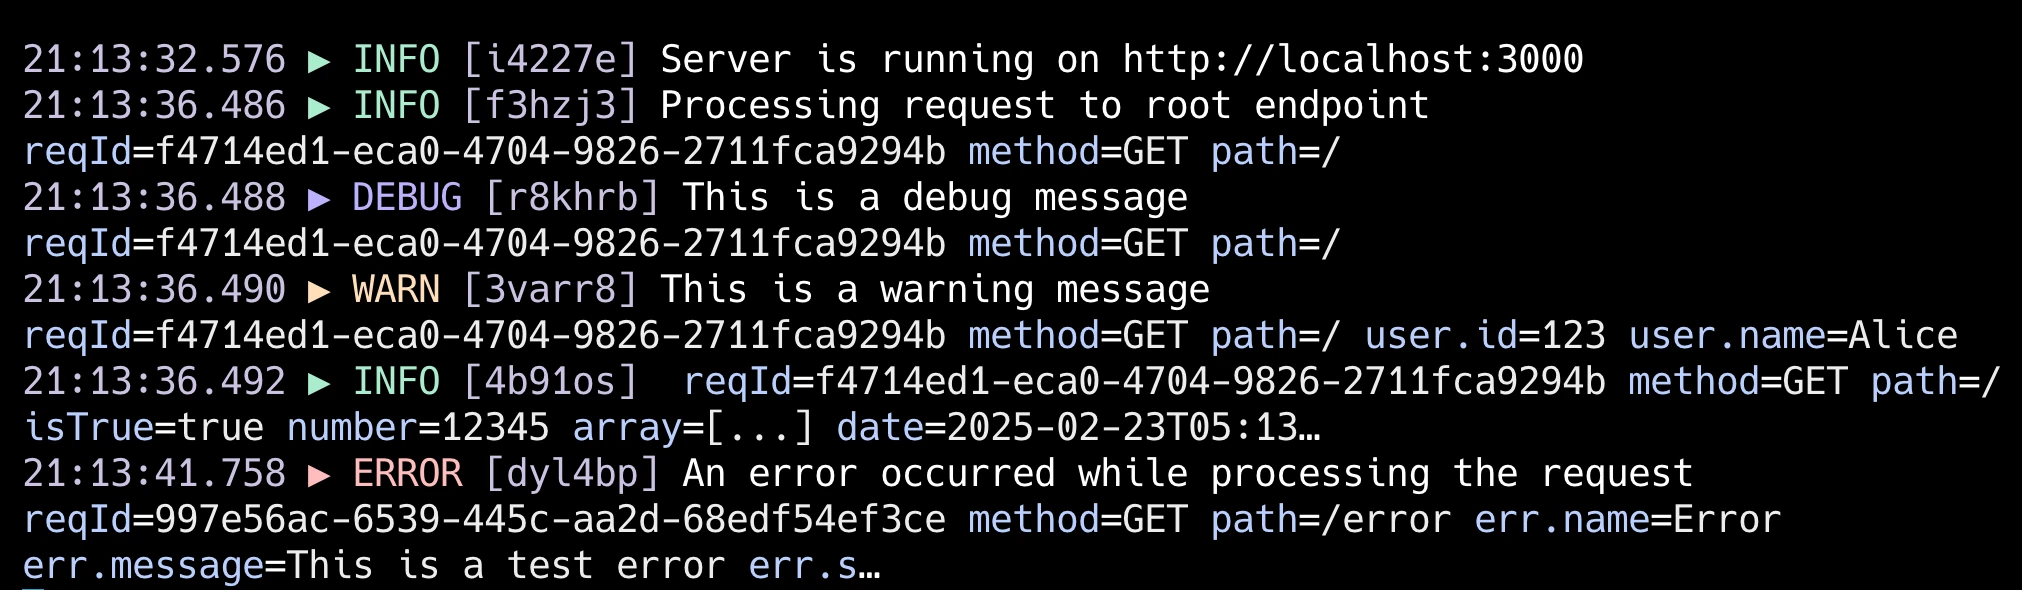 21:13:32.576 ▶ INFO [i4227e] Server is running on http://localhost:3000
21:13:36.486 ▶ INFO [f3hzj3] Processing request to root endpoint
reqId=f4714ed1-eca0-4704-9826-2711fca9294b method=GET path=/
21:13:36.488 ▶ DEBUG [r8khrb] This is a debug message
reqId=f4714ed1-eca0-4704-9826-2711fca9294b method=GET path=/
21:13:36.490 ▶ WARN [3varr8] This is a warning message
reqId=f4714ed1-eca0-4704-9826-2711fca9294b method=GET path=/ user.id=123 user.name=Alice
21:13:36.492 ▶ INFO [4b91os]  reqId=f4714ed1-eca0-4704-9826-2711fca9294b method=GET path=/
isTrue=true number=12345 array=[...] date=2025-02-23T05:13…
21:13:41.758 ▶ ERROR [dyl4bp] An error occurred while processing the request
reqId=997e56ac-6539-445c-aa2d-68edf54ef3ce method=GET path=/error err.name=Error
err.message=This is a test error err.s…